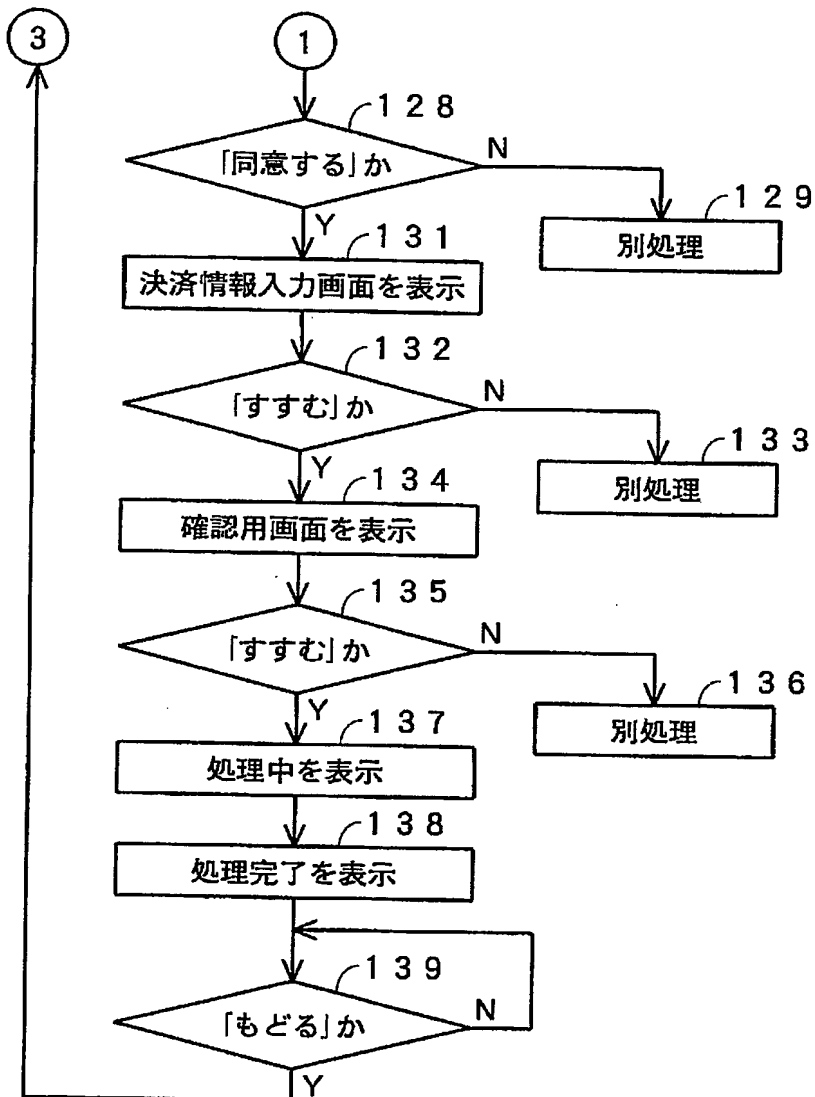 3
1
128
「同意する」か
N
129
別処理
Y
131
決済情報入力画面を表示
132
「すすむ」か
N
133
別処理
Y
134
確認用画面を表示
135
「すすむ」か
N
136
別処理
Y
137
処理中を表示
138
処理完了を表示
139
「もどる」か
N
Y